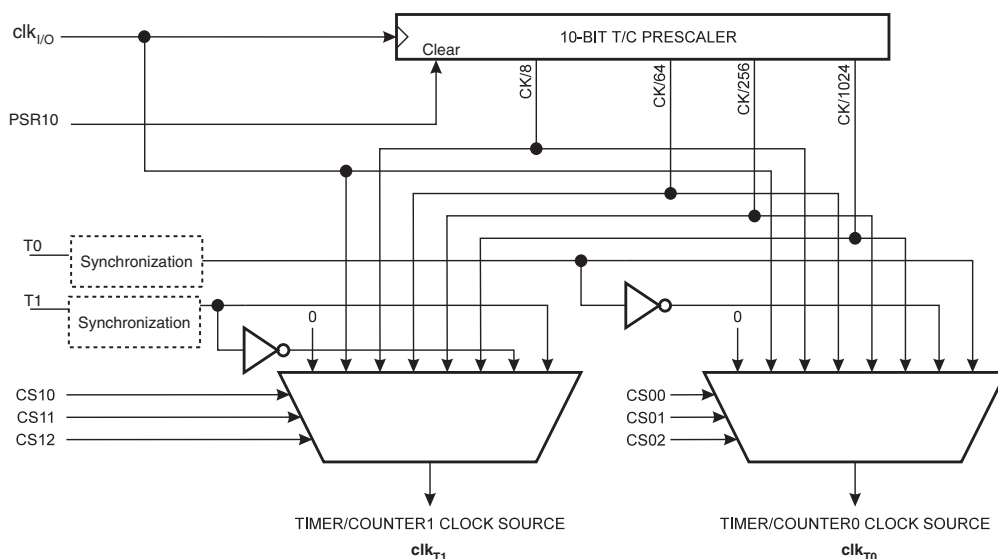 clkI/O
10-BIT T/C PRESCALER
Clear
CK/8
CK/64
CK/256
CK/1024
PSR10
T0
Synchronization
T1
Synchronization
0
0
CS10
CS11
CS12
CS00
CS01
CS02
TIMER/COUNTER1 CLOCK SOURCE
clkT1
TIMER/COUNTER0 CLOCK SOURCE
clkT0